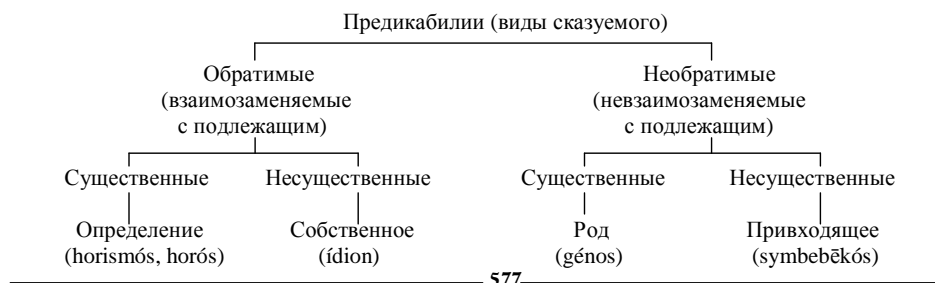 Предикабилии (виды сказуемого)
Обратимые
(взаимозаменяемые
с подлежащим)
Необратимые
(невзаимозаменяемые
с подлежащим)
Существенные
Несущественные
Существенные
Несущественные
Определение
(horismós, horós)
Собственное
(ídion)
Род
(génos)
Привходящее
(symbebēkós)
577